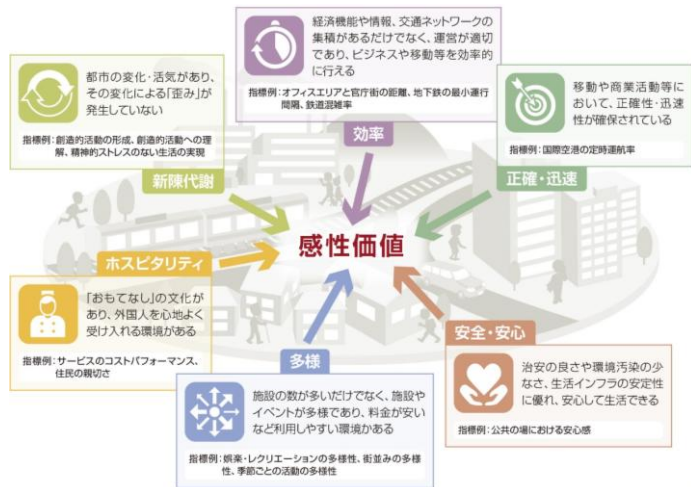 経済機能や情報、交通ネットワークの
集積があるだけでなく、運営が適切
であり、ビジネスや移動等を効率的
に行える
指標例：オフィスエリアと官庁街の距離、地下鉄の最小運行
間隔、鉄道混雑率
効率
都市の変化・活気があり、
その変化による「歪み」が
発生していない
指標例：創造的活動の形成、創造的活動への理
解、精神的ストレスのない生活の実現
新陳代謝
移動や商業活動等に
おいて、正確性・迅速
性が確保されている
指標例：国際空港の定時運航率
正確・迅速
感性価値
ホスピタリティ
「おもてなし」の文化が
あり、外国人を心地よく
受け入れる環境がある
指標例：サービスのコストパフォーマンス、
住民の親切さ
多様
施設の数が多いだけでなく、施設や
イベントが多様であり、料金が安い
など利用しやすい環境がある
指標例：娯楽・レクリエーションの多様性、街並みの多様
性、季節ごとの活動の多様性
安全・安心
治安の良さや環境汚染の少
なさ、生活インフラの安定性
に優れ、安心して生活できる
指標例：公共の場における安心感